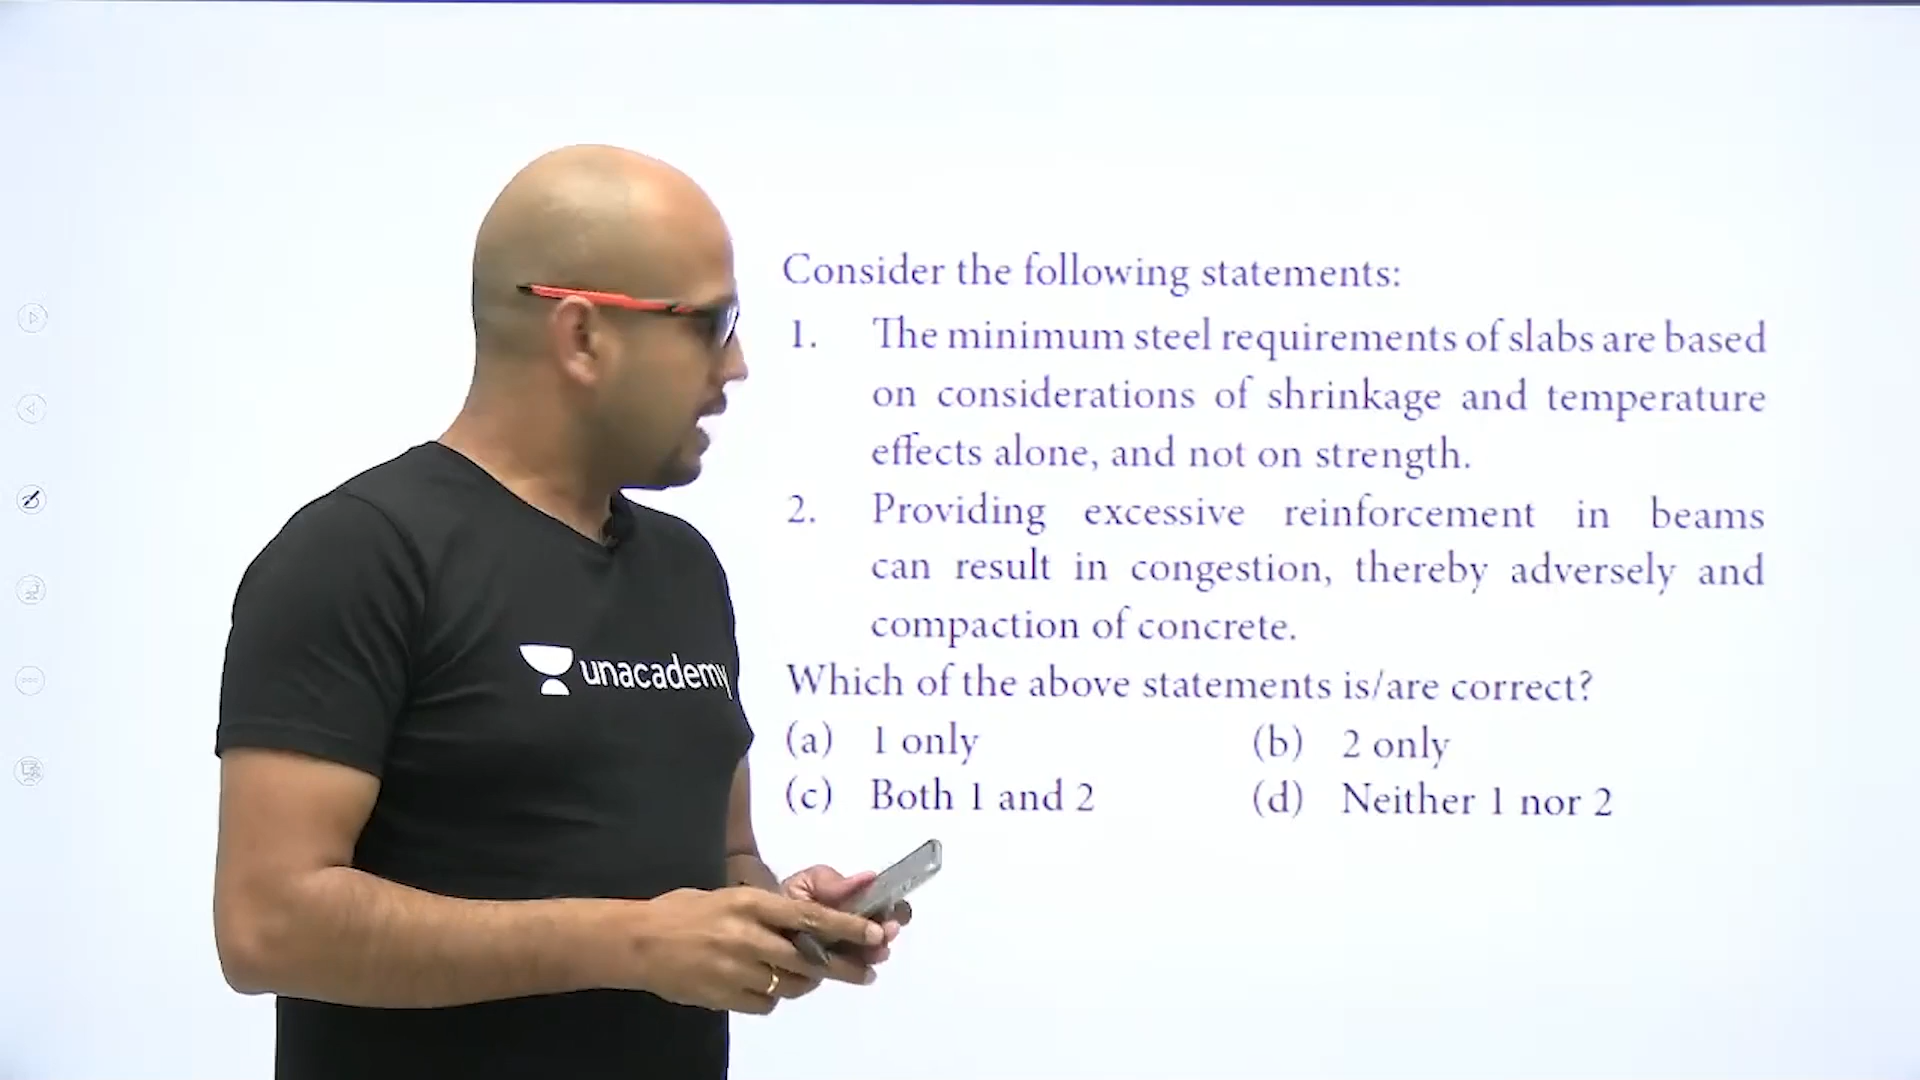 Consider the following statements:
1. The minimum steel requirements of slabs are based
on considerations of shrinkage and temperature
effects alone, and not on strength.
2. Providing excessive reinforcement in beams
can result in congestion, thereby adversely and
compaction of concrete.
Which of the above statements is/are correct?
(a) 1 only (b) 2 only
(c) Both 1 and 2 (d) Neither 1 nor 2
unacademy